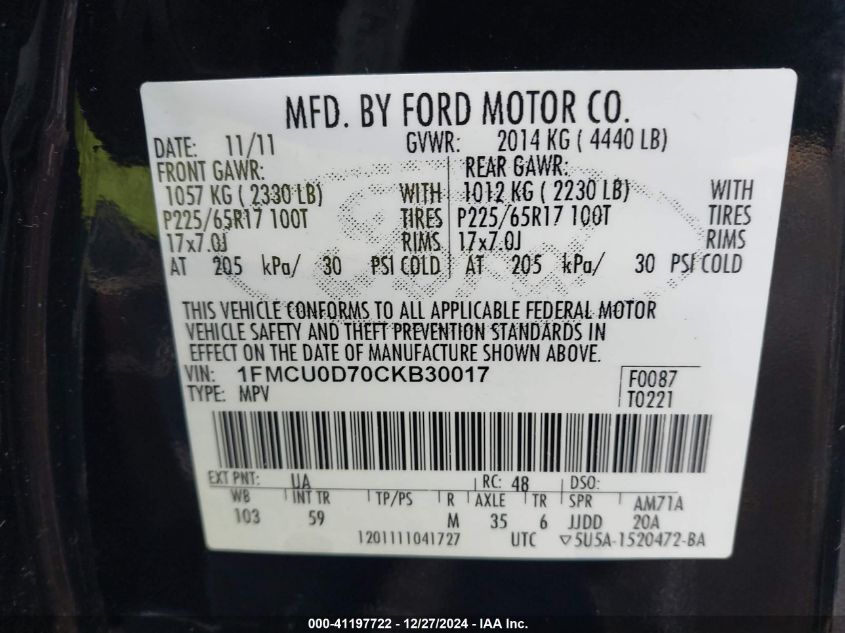 MFD. BY FORD MOTOR CO.
DATE: 11/11 GVWR: 2014 KG ( 4440 LB)
FRONT GAWR: REAR GAWR:
1057 KG ( 2330 LB) WITH 1012 KG ( 2230 LB) WITH
P225/65R17 100T TIRES P225/65R17 100T TIRES
17x7.0J RIMS 17x7.0J RIMS
AT 205 kPa/ 30 PSI COLD AT 205 kPa/ 30 PSI COLD
THIS VEHICLE CONFORMS TO ALL APPLICABLE FEDERAL MOTOR
VEHICLE SAFETY AND THEFT PREVENTION STANDARDS IN
EFFECT ON THE DATE OF MANUFACTURE SHOWN ABOVE.
VIN: 1FMCU0D70CKB30017 F0087
TYPE: MPV T0221
EXT PNT: UA RC: 48 DSO:
WB INT TR TP/PS R AXLE TR SPR AM71A
103 59 M 35 6 JJDD 20A
1201111041727 UTC ▽5U5A-1520472-BA
000-41197722 - 12/27/2024 - IAA Inc.